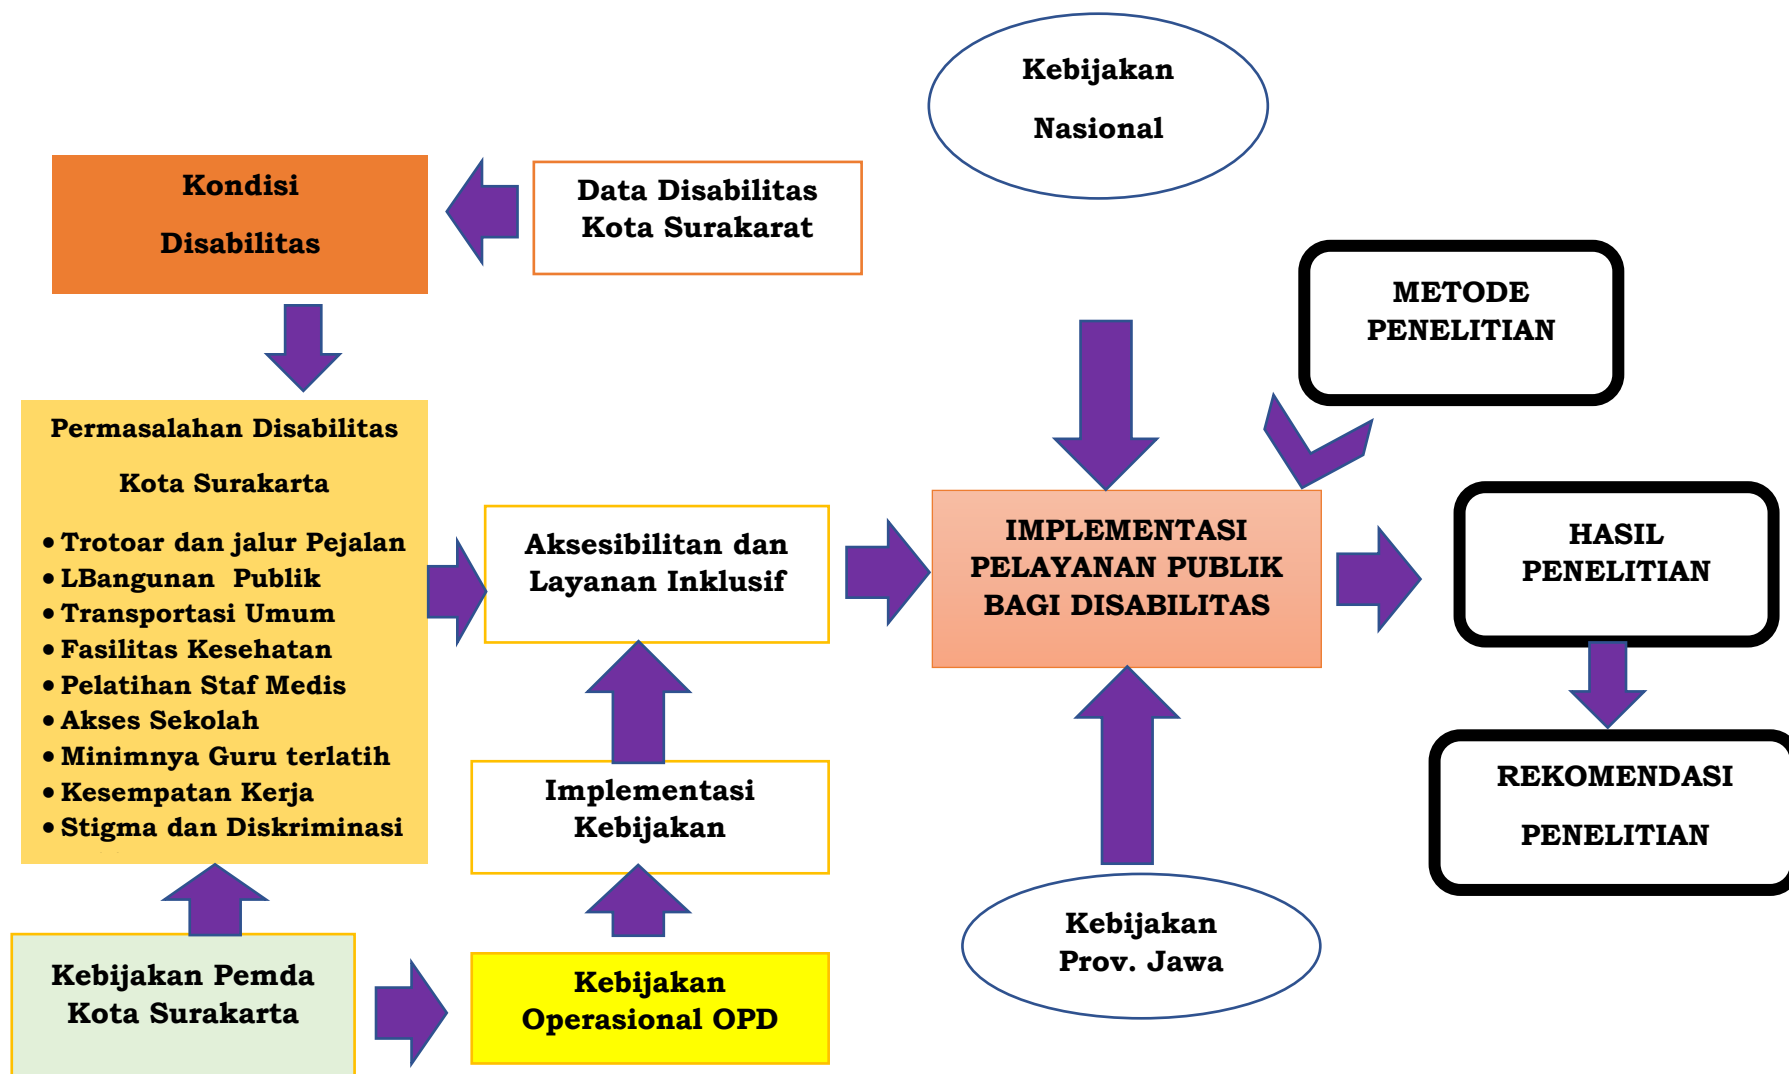 Kebijakan
Nasional
Kondisi
Disabilitas
Data Disabilitas
Kota Surakarat
METODE
PENELITIAN
Permasalahan Disabilitas
Kota Surakarta
• Trotoar dan jalur Pejalan
• LBangunan Publik
• Transportasi Umum
• Fasilitas Kesehatan
• Pelatihan Staf Medis
• Akses Sekolah
• Minimnya Guru terlatih
• Kesempatan Kerja
• Stigma dan Diskriminasi
Aksesibilitan dan
Layanan Inklusif
IMPLEMENTASI
PELAYANAN PUBLIK
BAGI DISABILITAS
HASIL
PENELITIAN
Implementasi
Kebijakan
REKOMENDASI
PENELITIAN
Kebijakan Pemda
Kota Surakarta
Kebijakan
Operasional OPD
Kebijakan
Prov. Jawa